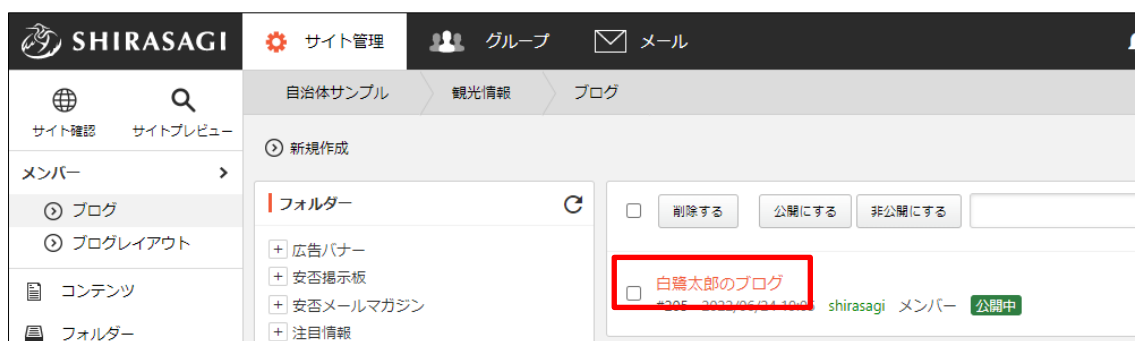 SHIRASAGI サイト管理 グループ メール
自治体サンプル 観光情報 ブログ
サイト確認 サイトプレビュー
新規作成
メンバー
フォルダー
ブログ
削除する 公開にする 非公開にする
ブログレイアウト
広告バナー
安否掲示板
白鷺太郎のブログ
コンテンツ
安否メールマガジン
shirasagi メンバー 公開中
フォルダー
注目情報